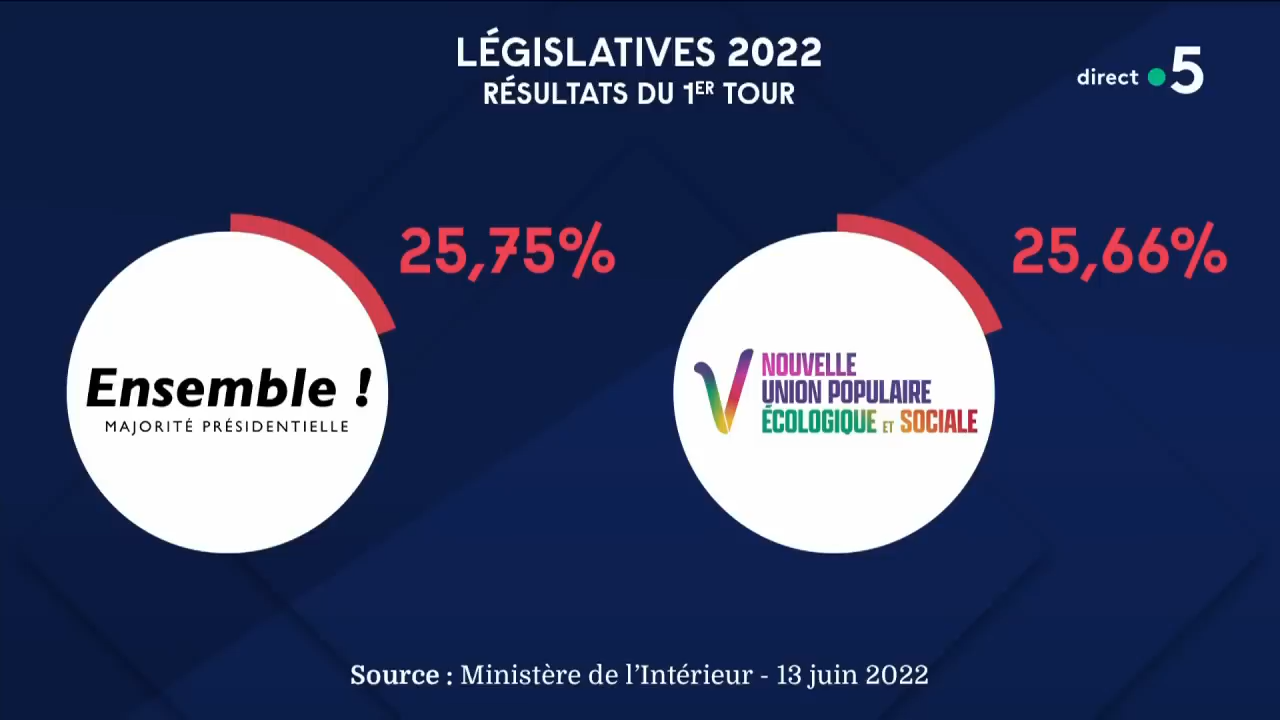 LÉGISLATIVES 2022
RÉSULTATS DU 1ER TOUR
direct 5
25,75%
Ensemble !
MAJORITÉ PRÉSIDENTIELLE
25,66%
NOUVELLE
UNION POPULAIRE
ÉCOLOGIQUE ET SOCIALE
Source : Ministère de l'Intérieur - 13 juin 2022